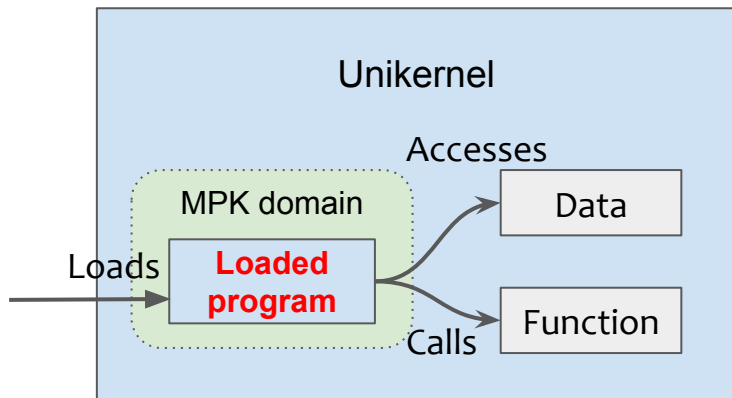 Unikernel
Accesses
MPK domain
Data
Loads
Loaded
program
Function
Calls